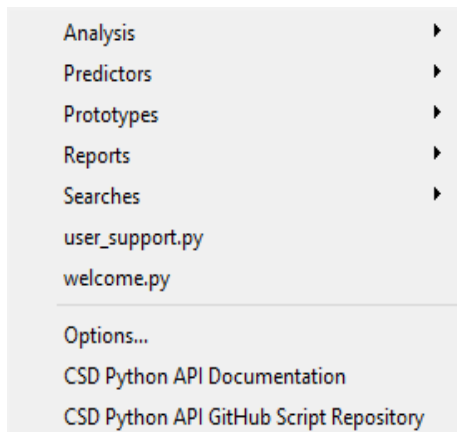 Analysis
Predictors
Prototypes
Reports
Searches
user_support.py
welcome.py
Options...
CSD Python API Documentation
CSD Python API GitHub Script Repository